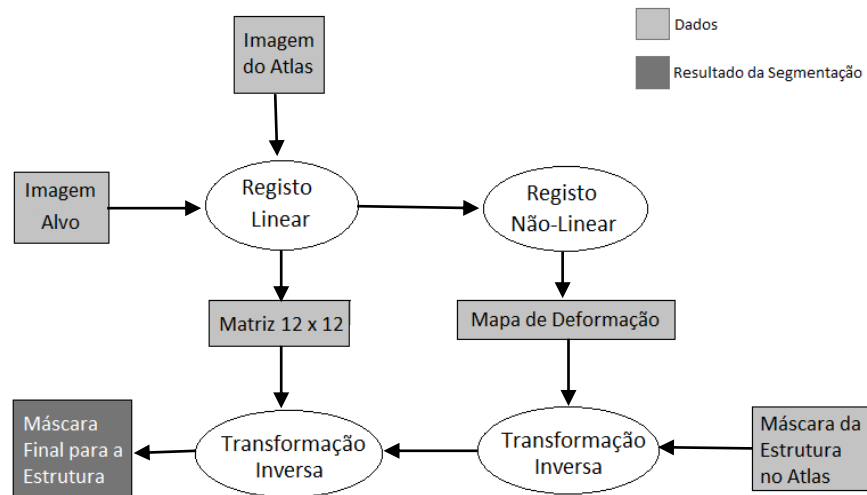 Imagem
do Atlas
Dados
Resultado da Segmentação
Imagem
Alvo
Registo
Linear
Registo
Não-Linear
Matriz 12 x 12
Mapa de Deformação
Máscara
Final para a
Estrutura
Transformação
Inversa
Transformação
Inversa
Máscara da
Estrutura
no Atlas